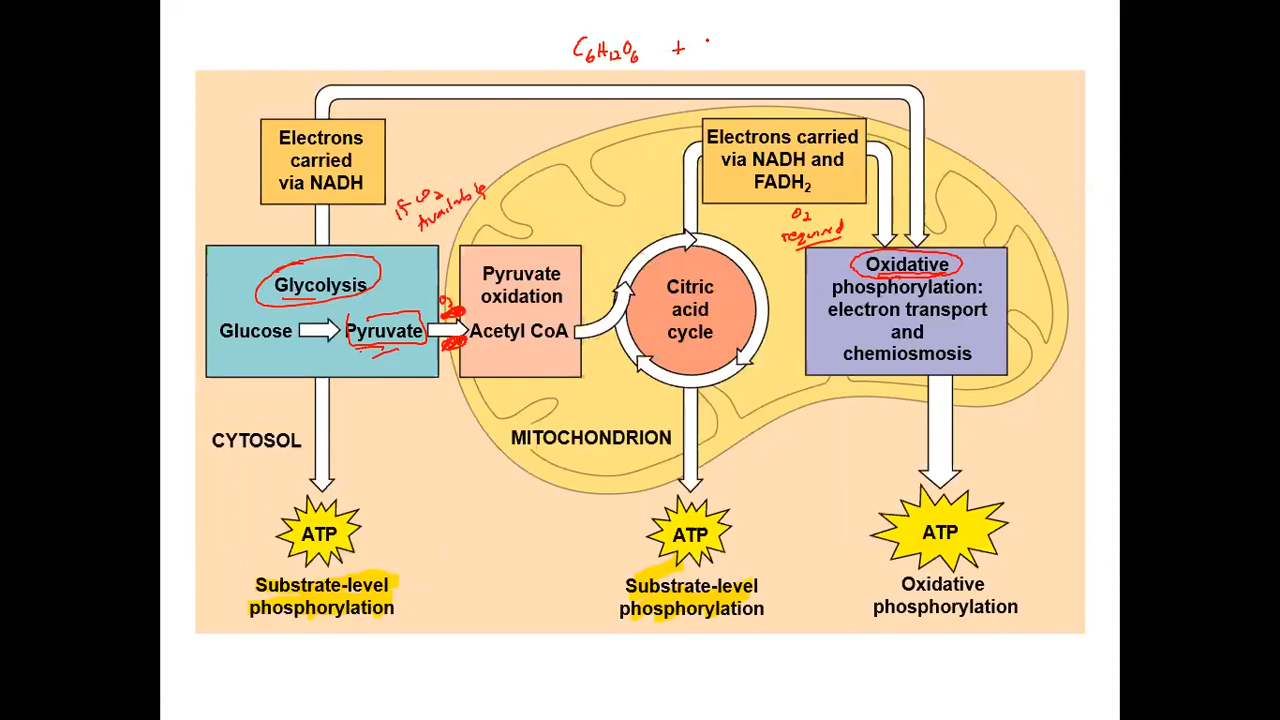 C6H12O6 +
Electrons
carried
via NADH
Electrons carried
via NADH and
FADH2
if O2
Available
O2
required
Glycolysis
Glucose
Pyruvate
O2
Pyruvate
oxidation
Acetyl CoA
Citric
acid
cycle
Oxidative
phosphorylation:
electron transport
and
chemiosmosis
CYTOSOL
MITOCHONDRION
ATP
ATP
ATP
Substrate-level
phosphorylation
Substrate-level
phosphorylation
Oxidative
phosphorylation